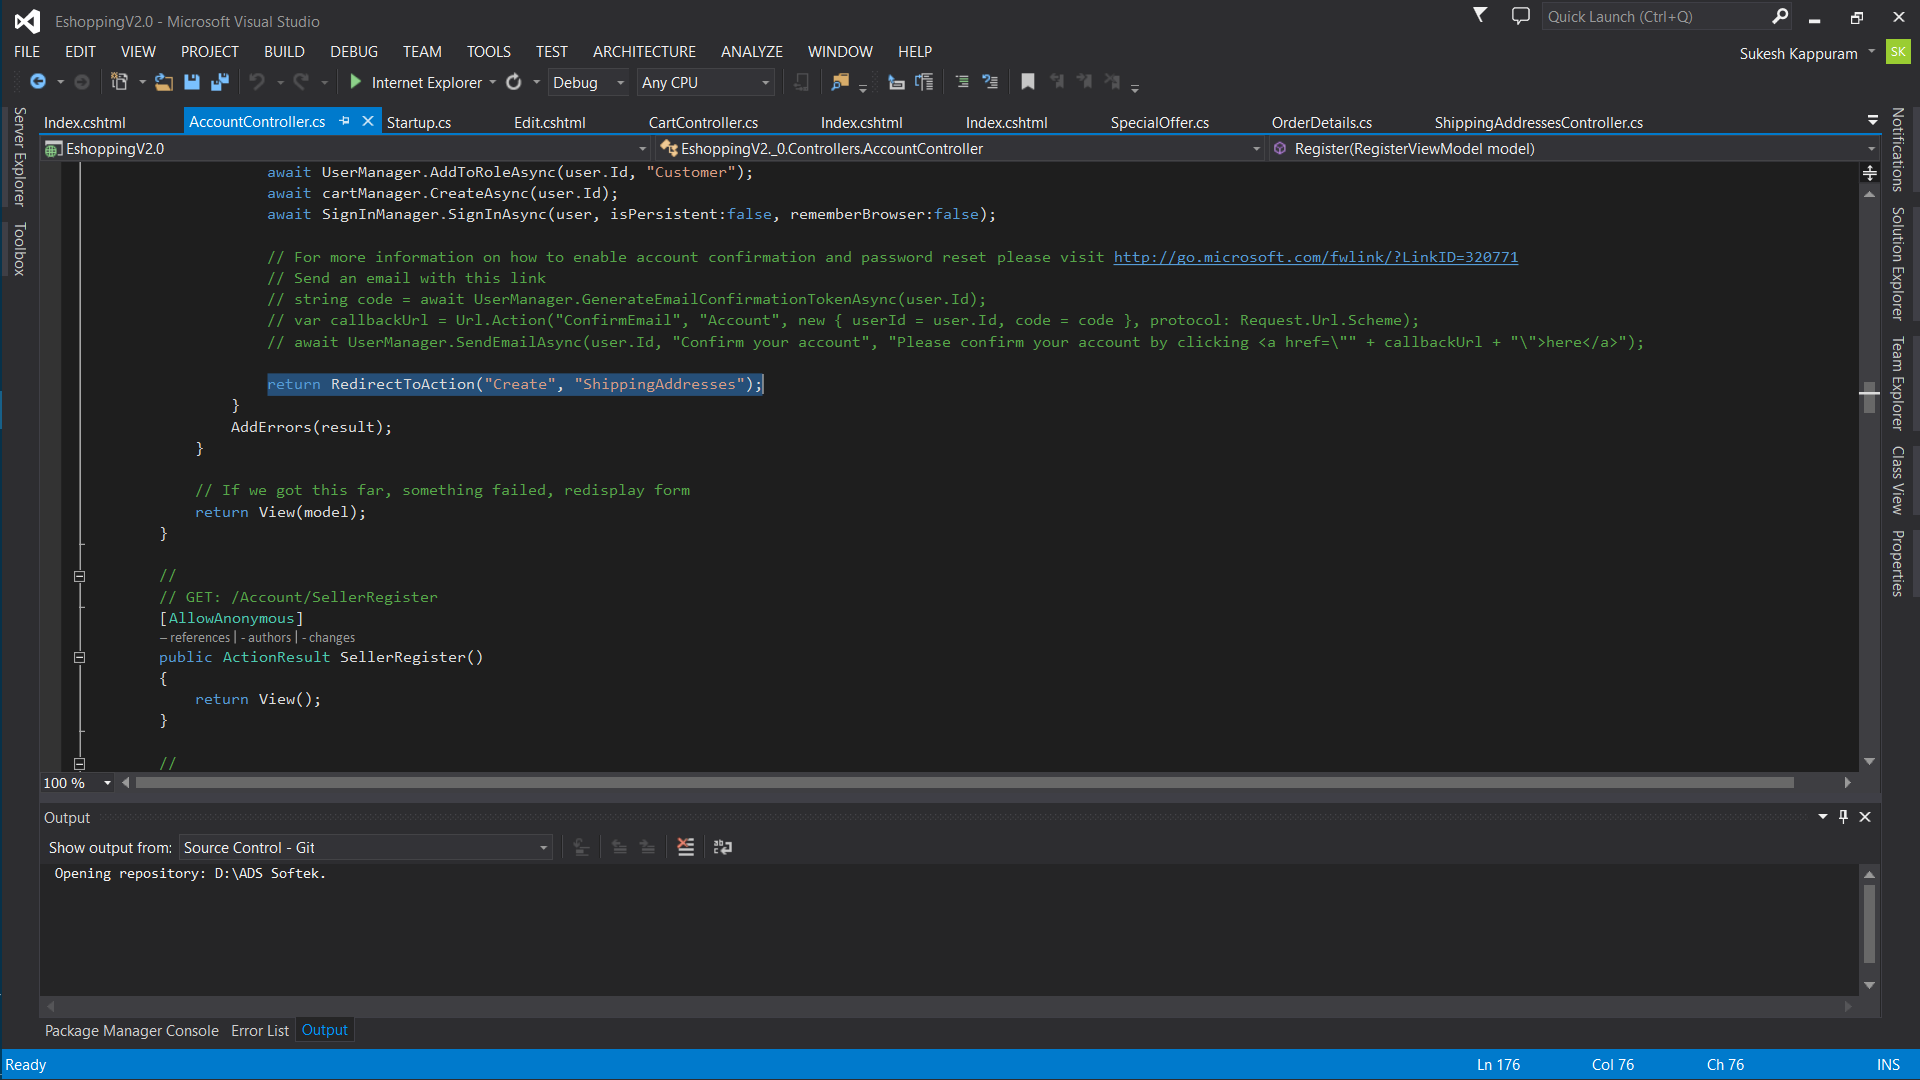 EshoppingV2.0 - Microsoft Visual Studio
Quick Launch (Ctrl+Q)
FILE EDIT VIEW PROJECT BUILD DEBUG TEAM TOOLS TEST ARCHITECTURE ANALYZE WINDOW HELP
Sukesh Kappuram SK
Internet Explorer Debug Any CPU
Server Explorer
Toolbox
Index.cshtml AccountController.cs Startup.cs Edit.cshtml CartController.cs Index.cshtml Index.cshtml SpecialOffer.cs OrderDetails.cs ShippingAddressesController.cs
EshoppingV2.0 EshoppingV2._0.Controllers.AccountController Register(RegisterViewModel model)
await UserManager.AddToRoleAsync(user.Id, "Customer");
await cartManager.CreateAsync(user.Id);
await SignInManager.SignInAsync(user, isPersistent:false, rememberBrowser:false);
// For more information on how to enable account confirmation and password reset please visit http://go.microsoft.com/fwlink/?LinkID=320771
// Send an email with this link
// string code = await UserManager.GenerateEmailConfirmationTokenAsync(user.Id);
// var callbackUrl = Url.Action("ConfirmEmail", "Account", new { userId = user.Id, code = code }, protocol: Request.Url.Scheme);
// await UserManager.SendEmailAsync(user.Id, "Confirm your account", "Please confirm your account by clicking <a href=\"" + callbackUrl + "\">here</a>");
return RedirectToAction("Create", "ShippingAddresses");
}
AddErrors(result);
}
// If we got this far, something failed, redisplay form
return View(model);
}
//
// GET: /Account/SellerRegister
[AllowAnonymous]
– references | - authors | - changes
public ActionResult SellerRegister()
{
return View();
}
//
100 %
Notifications
Solution Explorer
Team Explorer
Class View
Properties
Output
Show output from: Source Control - Git
Opening repository: D:\ADS Softek.
Package Manager Console Error List Output
Ready Ln 176 Col 76 Ch 76 INS